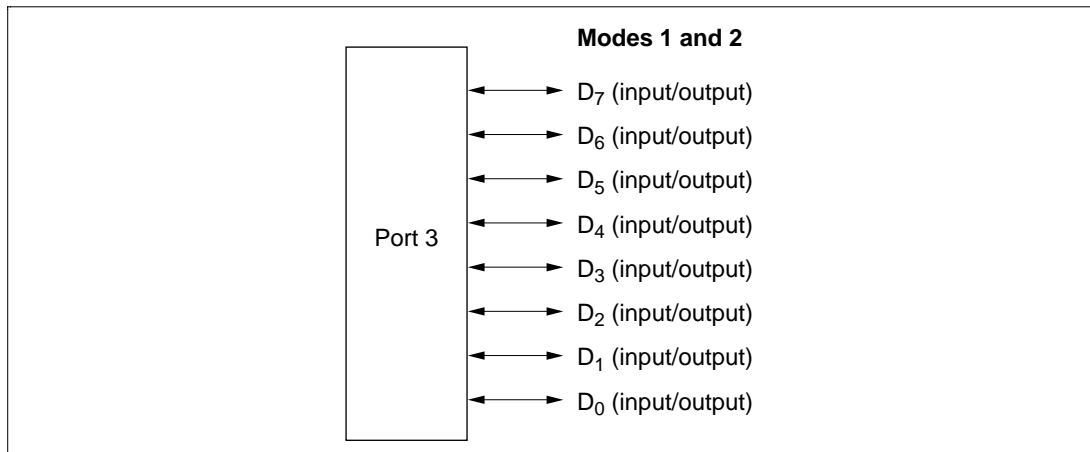 Modes 1 and 2
D₇ (input/output)
D₆ (input/output)
D₅ (input/output)
D₄ (input/output)
Port 3
D₃ (input/output)
D₂ (input/output)
D₁ (input/output)
D₀ (input/output)